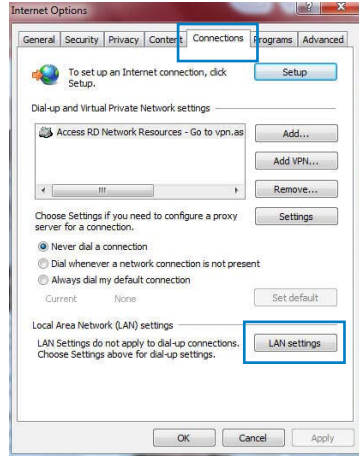 Internet Options
General Security Privacy Content Connections Programs Advanced
To set up an Internet connection, click
Setup.
Setup
Dial-up and Virtual Private Network settings
Access RD Network Resources - Go to vpn.as
Add...
Add VPN...
Remove...
Choose Settings if you need to configure a proxy
server for a connection.
Settings
Never dial a connection
Dial whenever a network connection is not present
Always dial my default connection
Current None
Set default
Local Area Network (LAN) settings
LAN Settings do not apply to dial-up connections.
Choose Settings above for dial-up settings.
LAN settings
OK Cancel Apply